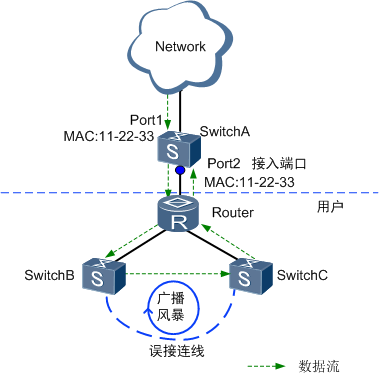 Network
Port1
MAC:11-22-33
SwitchA
S
Port2 接入端口
MAC:11-22-33
用户
R
Router
SwitchB
S
S
SwitchC
广播
风暴
误接连线
数据流